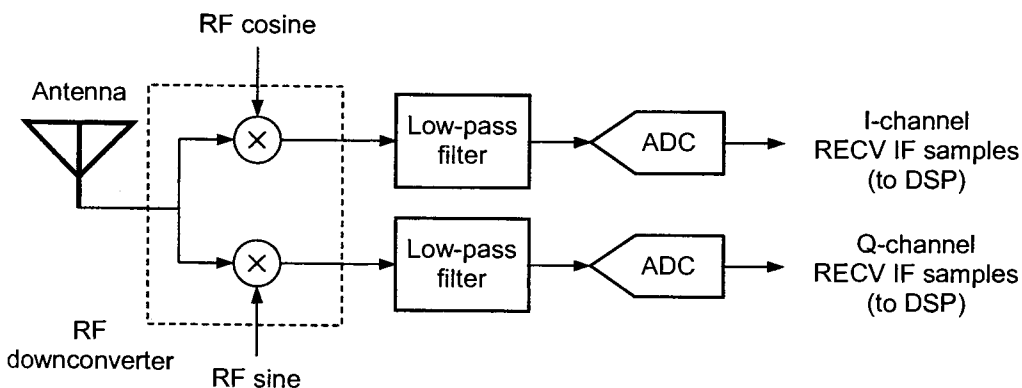 RF cosine
Antenna
×
Low-pass
filter
ADC
I-channel
RECV IF samples
(to DSP)
×
Low-pass
filter
ADC
Q-channel
RECV IF samples
(to DSP)
RF
downconverter
RF sine